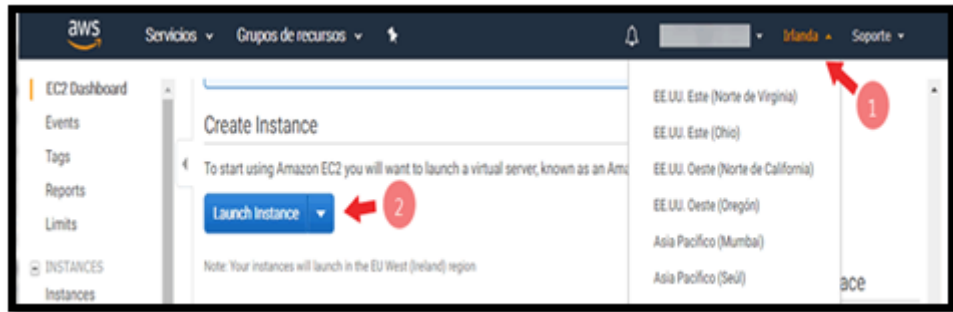 aws Servicios Grupos de recursos Irlanda Soporte
1
EC2 Dashboard
Events
Tags
Reports
Limits
INSTANCES
Instances
Create Instance
To start using Amazon EC2 you will want to launch a virtual server, known as an Ama
Launch Instance
2
Note: Your instances will launch in the EU West (Ireland) region
EE.UU. Este (Norte de Virginia)
EE.UU. Este (Ohio)
EE.UU. Oeste (Norte de California)
EE.UU. Oeste (Oregón)
Asia Pacífico (Mumbai)
Asia Pacífico (Seúl)
ace